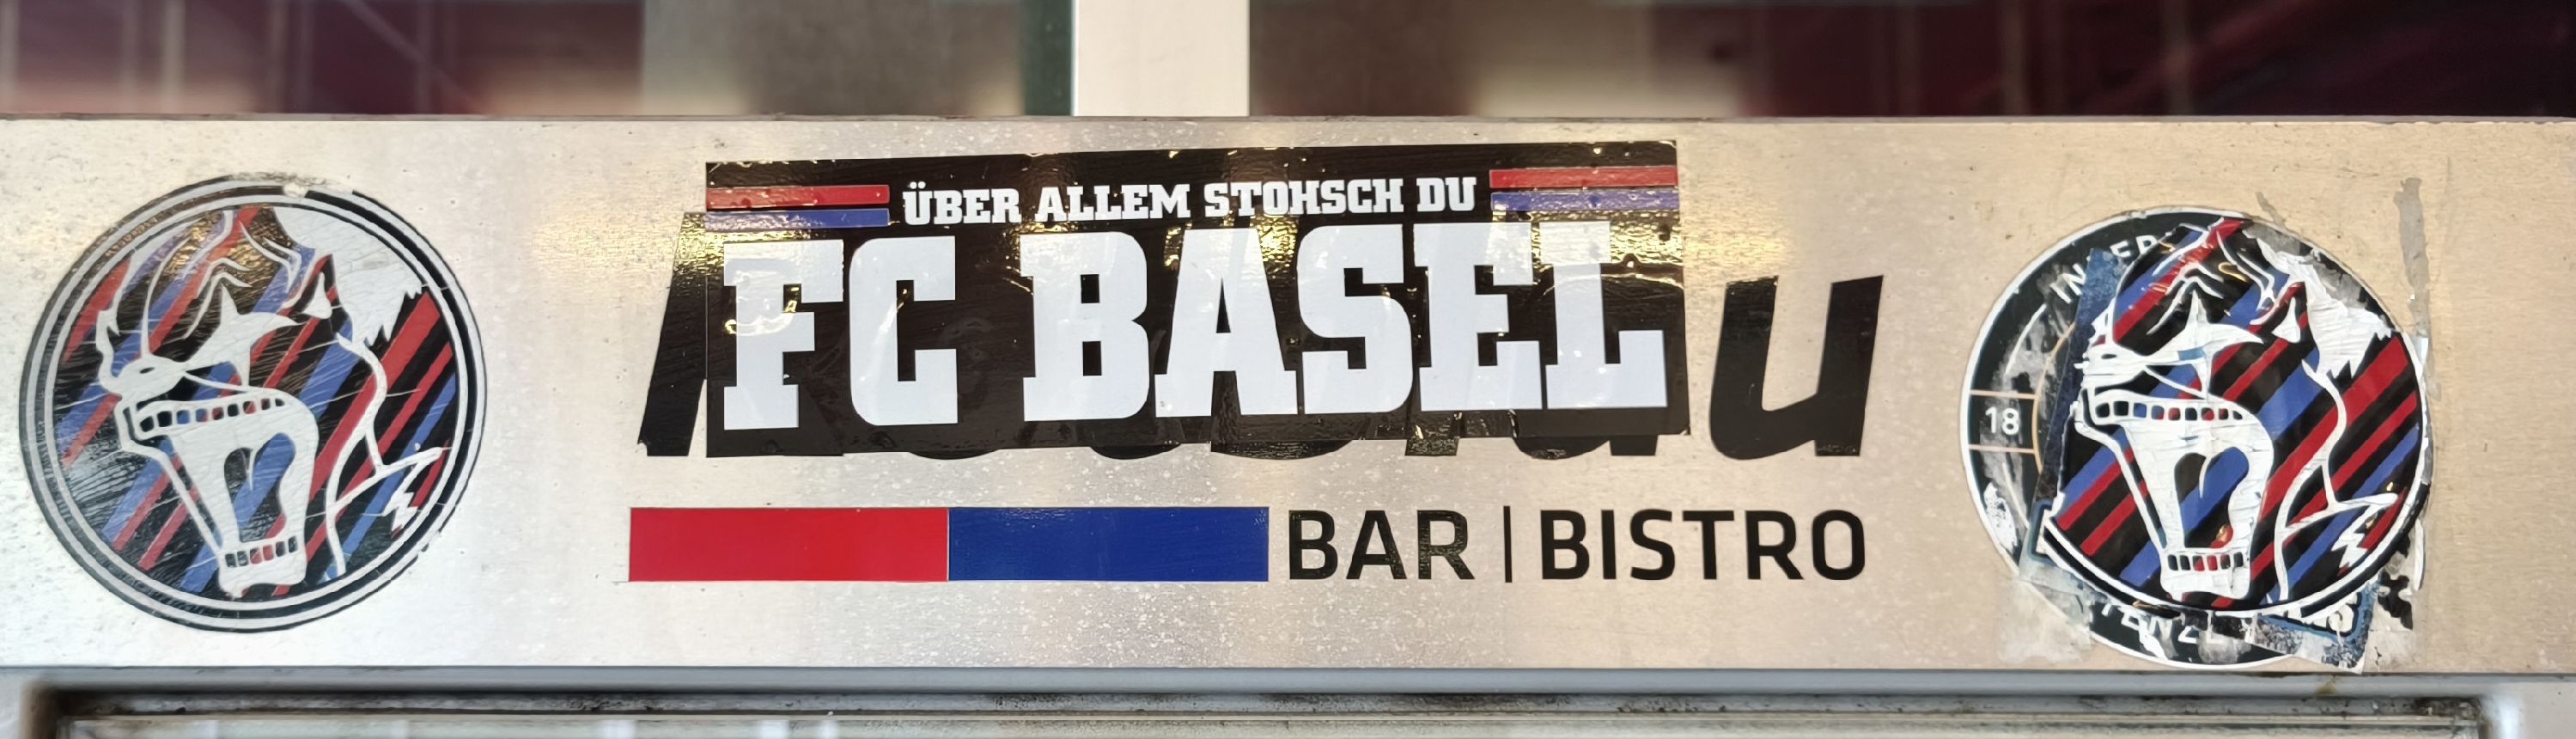 ÜBER ALLEM STOHSCH DU
FC BASEL
BAR | BISTRO
18